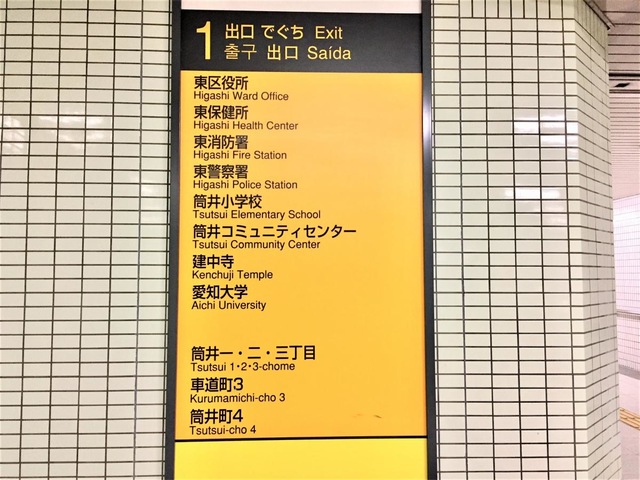 1 出口 でぐち Exit
출구 出口 Saída
東区役所
Higashi Ward Office
東保健所
Higashi Health Center
東消防署
Higashi Fire Station
東警察署
Higashi Police Station
筒井小学校
Tsutsui Elementary School
筒井コミュニティセンター
Tsutsui Community Center
建中寺
Kenchuji Temple
愛知大学
Aichi University
筒井一・二・三丁目
Tsutsui 1・2・3-chome
車道町3
Kurumamichi-cho 3
筒井町4
Tsutsui-cho 4